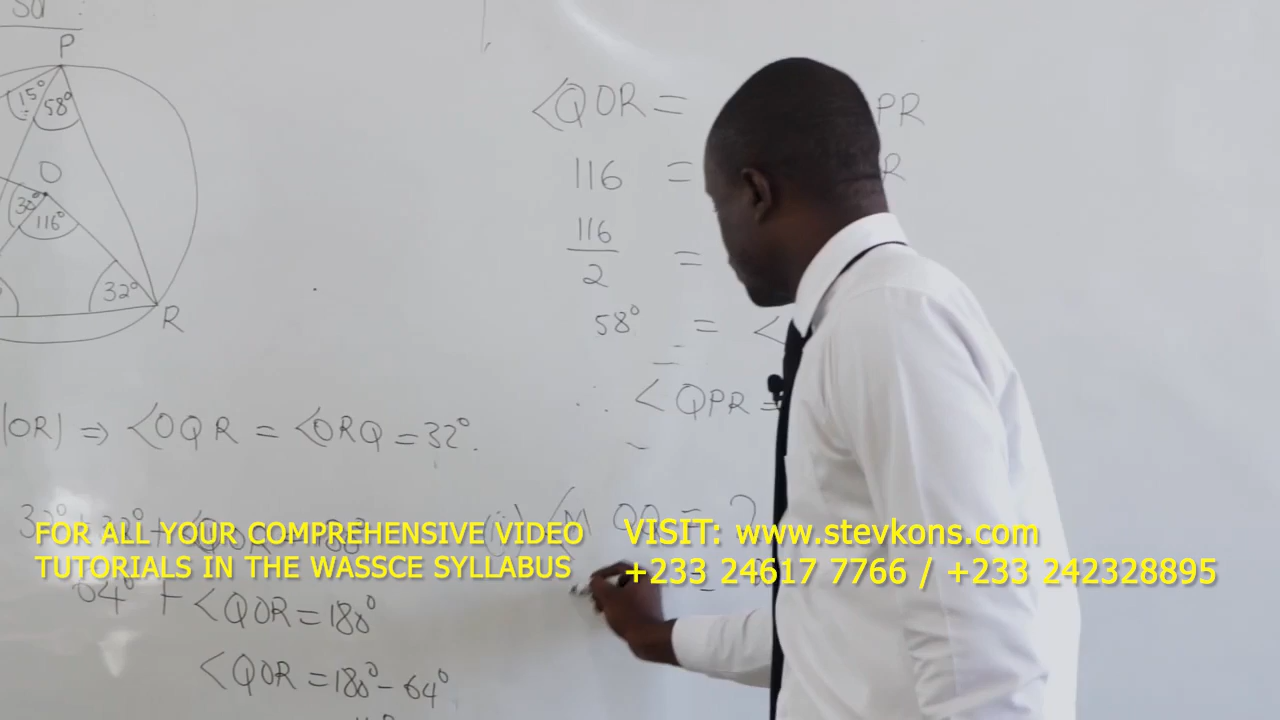 P
15°
58°
O
30°
116°
32°
R
|OR| ⇒ <OQR = <ORQ = 32°.
64° + <QOR = 180°
<QOR = 180° - 64°
<QOR = PR
116 = R
116
2 =
58° = <
∴ <QPR =
(ii) <M OQ = ?
FOR ALL YOUR COMPREHENSIVE VIDEO
TUTORIALS IN THE WASSCE SYLLABUS
VISIT: www.stevkons.com
+233 24617 7766 / +233 242328895